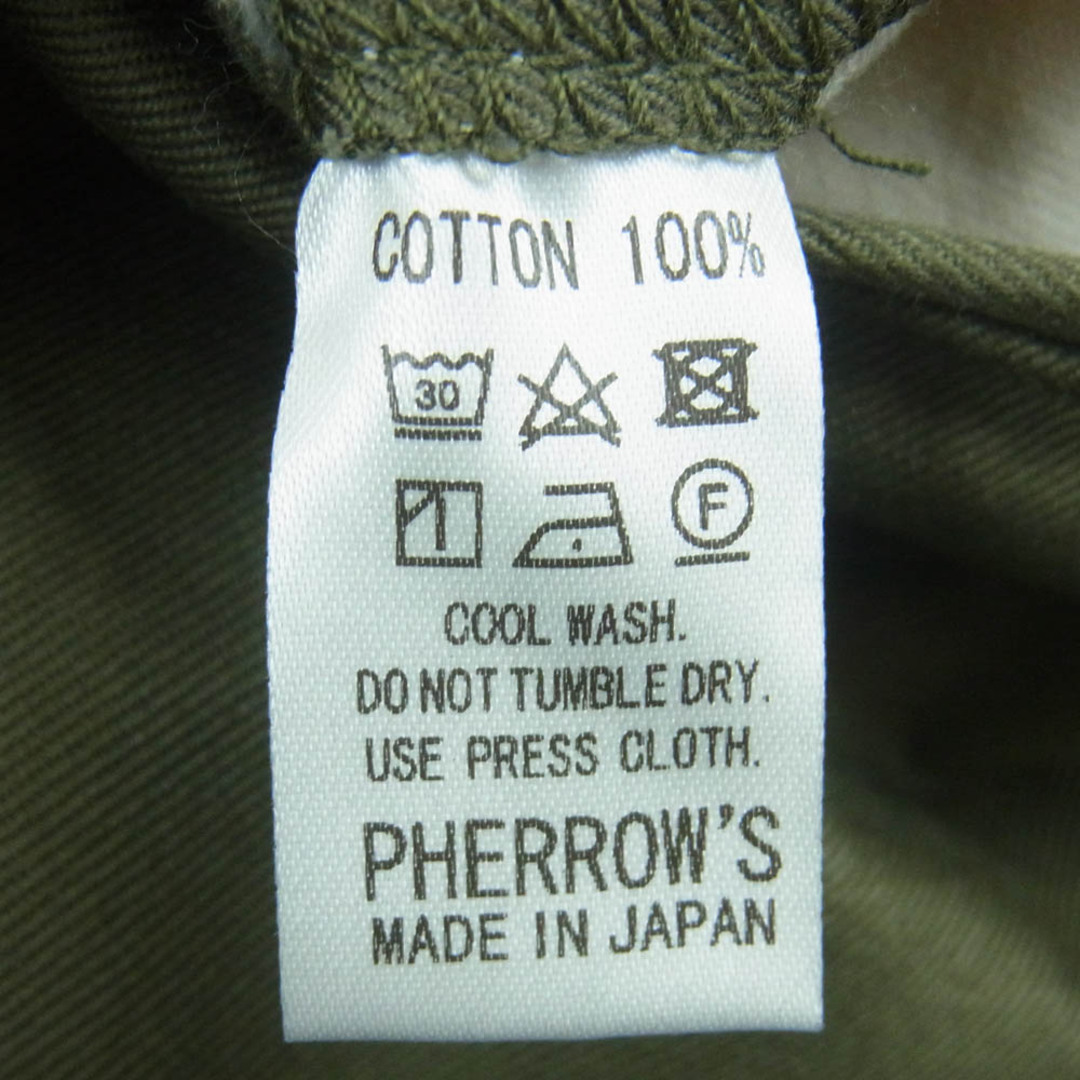 COTTON 100%
30
F
COOL WASH.
DO NOT TUMBLE DRY.
USE PRESS CLOTH.
PHERROW'S
MADE IN JAPAN